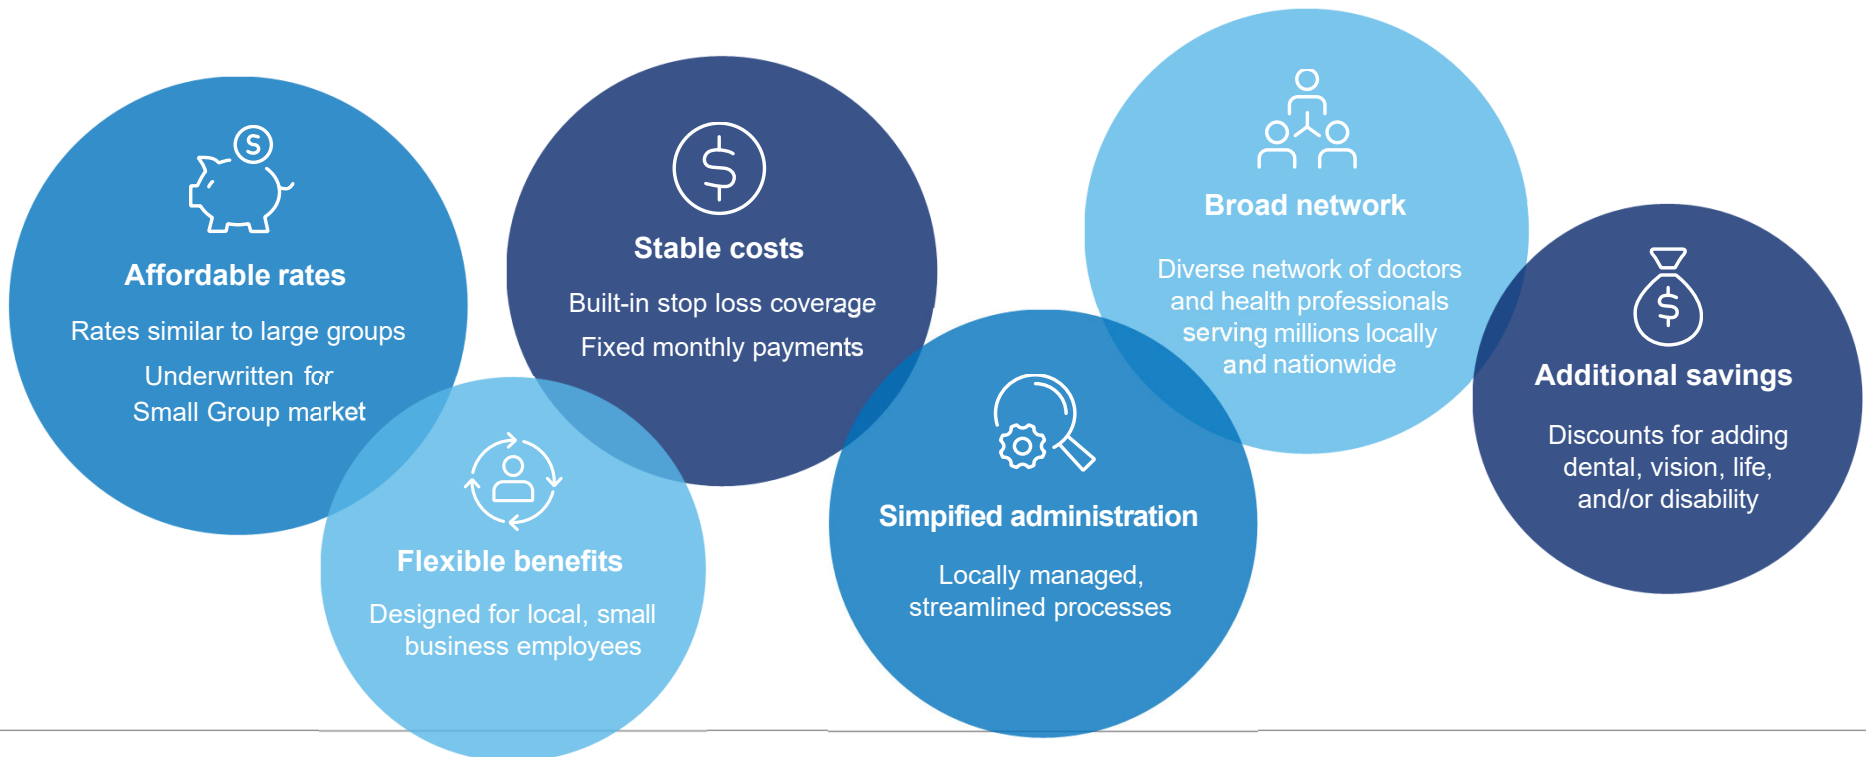 Affordable rates
Rates similar to large groups
Underwritten for
Small Group market
Flexible benefits
Designed for local, small
business employees
Stable costs
Built-in stop loss coverage
Fixed monthly payments
Simpified administration
Locally managed,
streamlined processes
Broad network
Diverse network of doctors
and health professionals
serving millions locally
and nationwide
Additional savings
Discounts for adding
dental, vision, life,
and/or disability